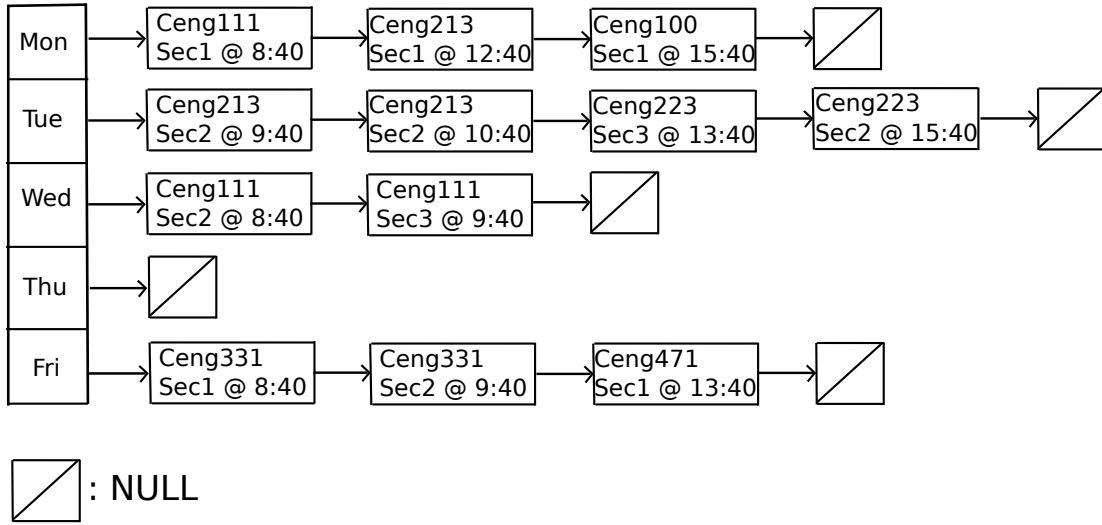 Mon
Ceng111
Sec1 @ 8:40
Ceng213
Sec1 @ 12:40
Ceng100
Sec1 @ 15:40
Tue
Ceng213
Sec2 @ 9:40
Ceng213
Sec2 @ 10:40
Ceng223
Sec3 @ 13:40
Ceng223
Sec2 @ 15:40
Wed
Ceng111
Sec2 @ 8:40
Ceng111
Sec3 @ 9:40
Thu
Fri
Ceng331
Sec1 @ 8:40
Ceng331
Sec2 @ 9:40
Ceng471
Sec1 @ 13:40
: NULL